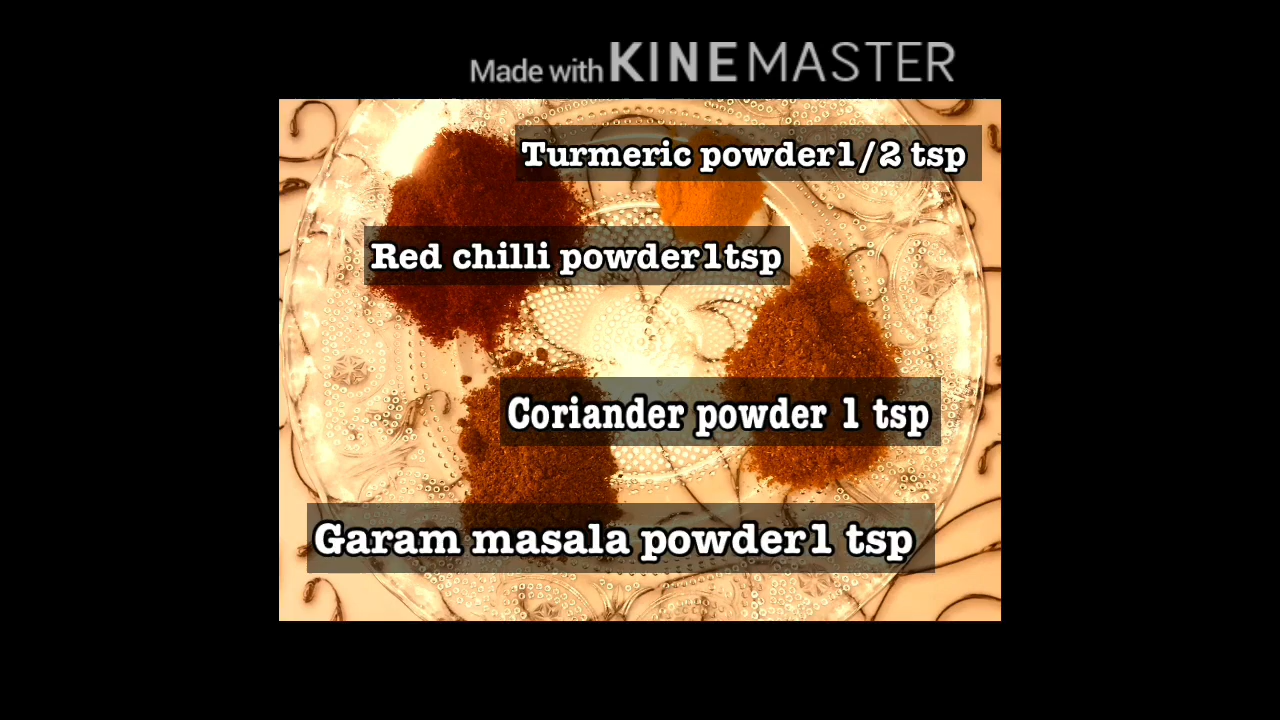 Made with KINEMASTER
Turmeric powder1/2 tsp
Red chilli powder1tsp
Coriander powder 1 tsp
Garam masala powder1 tsp